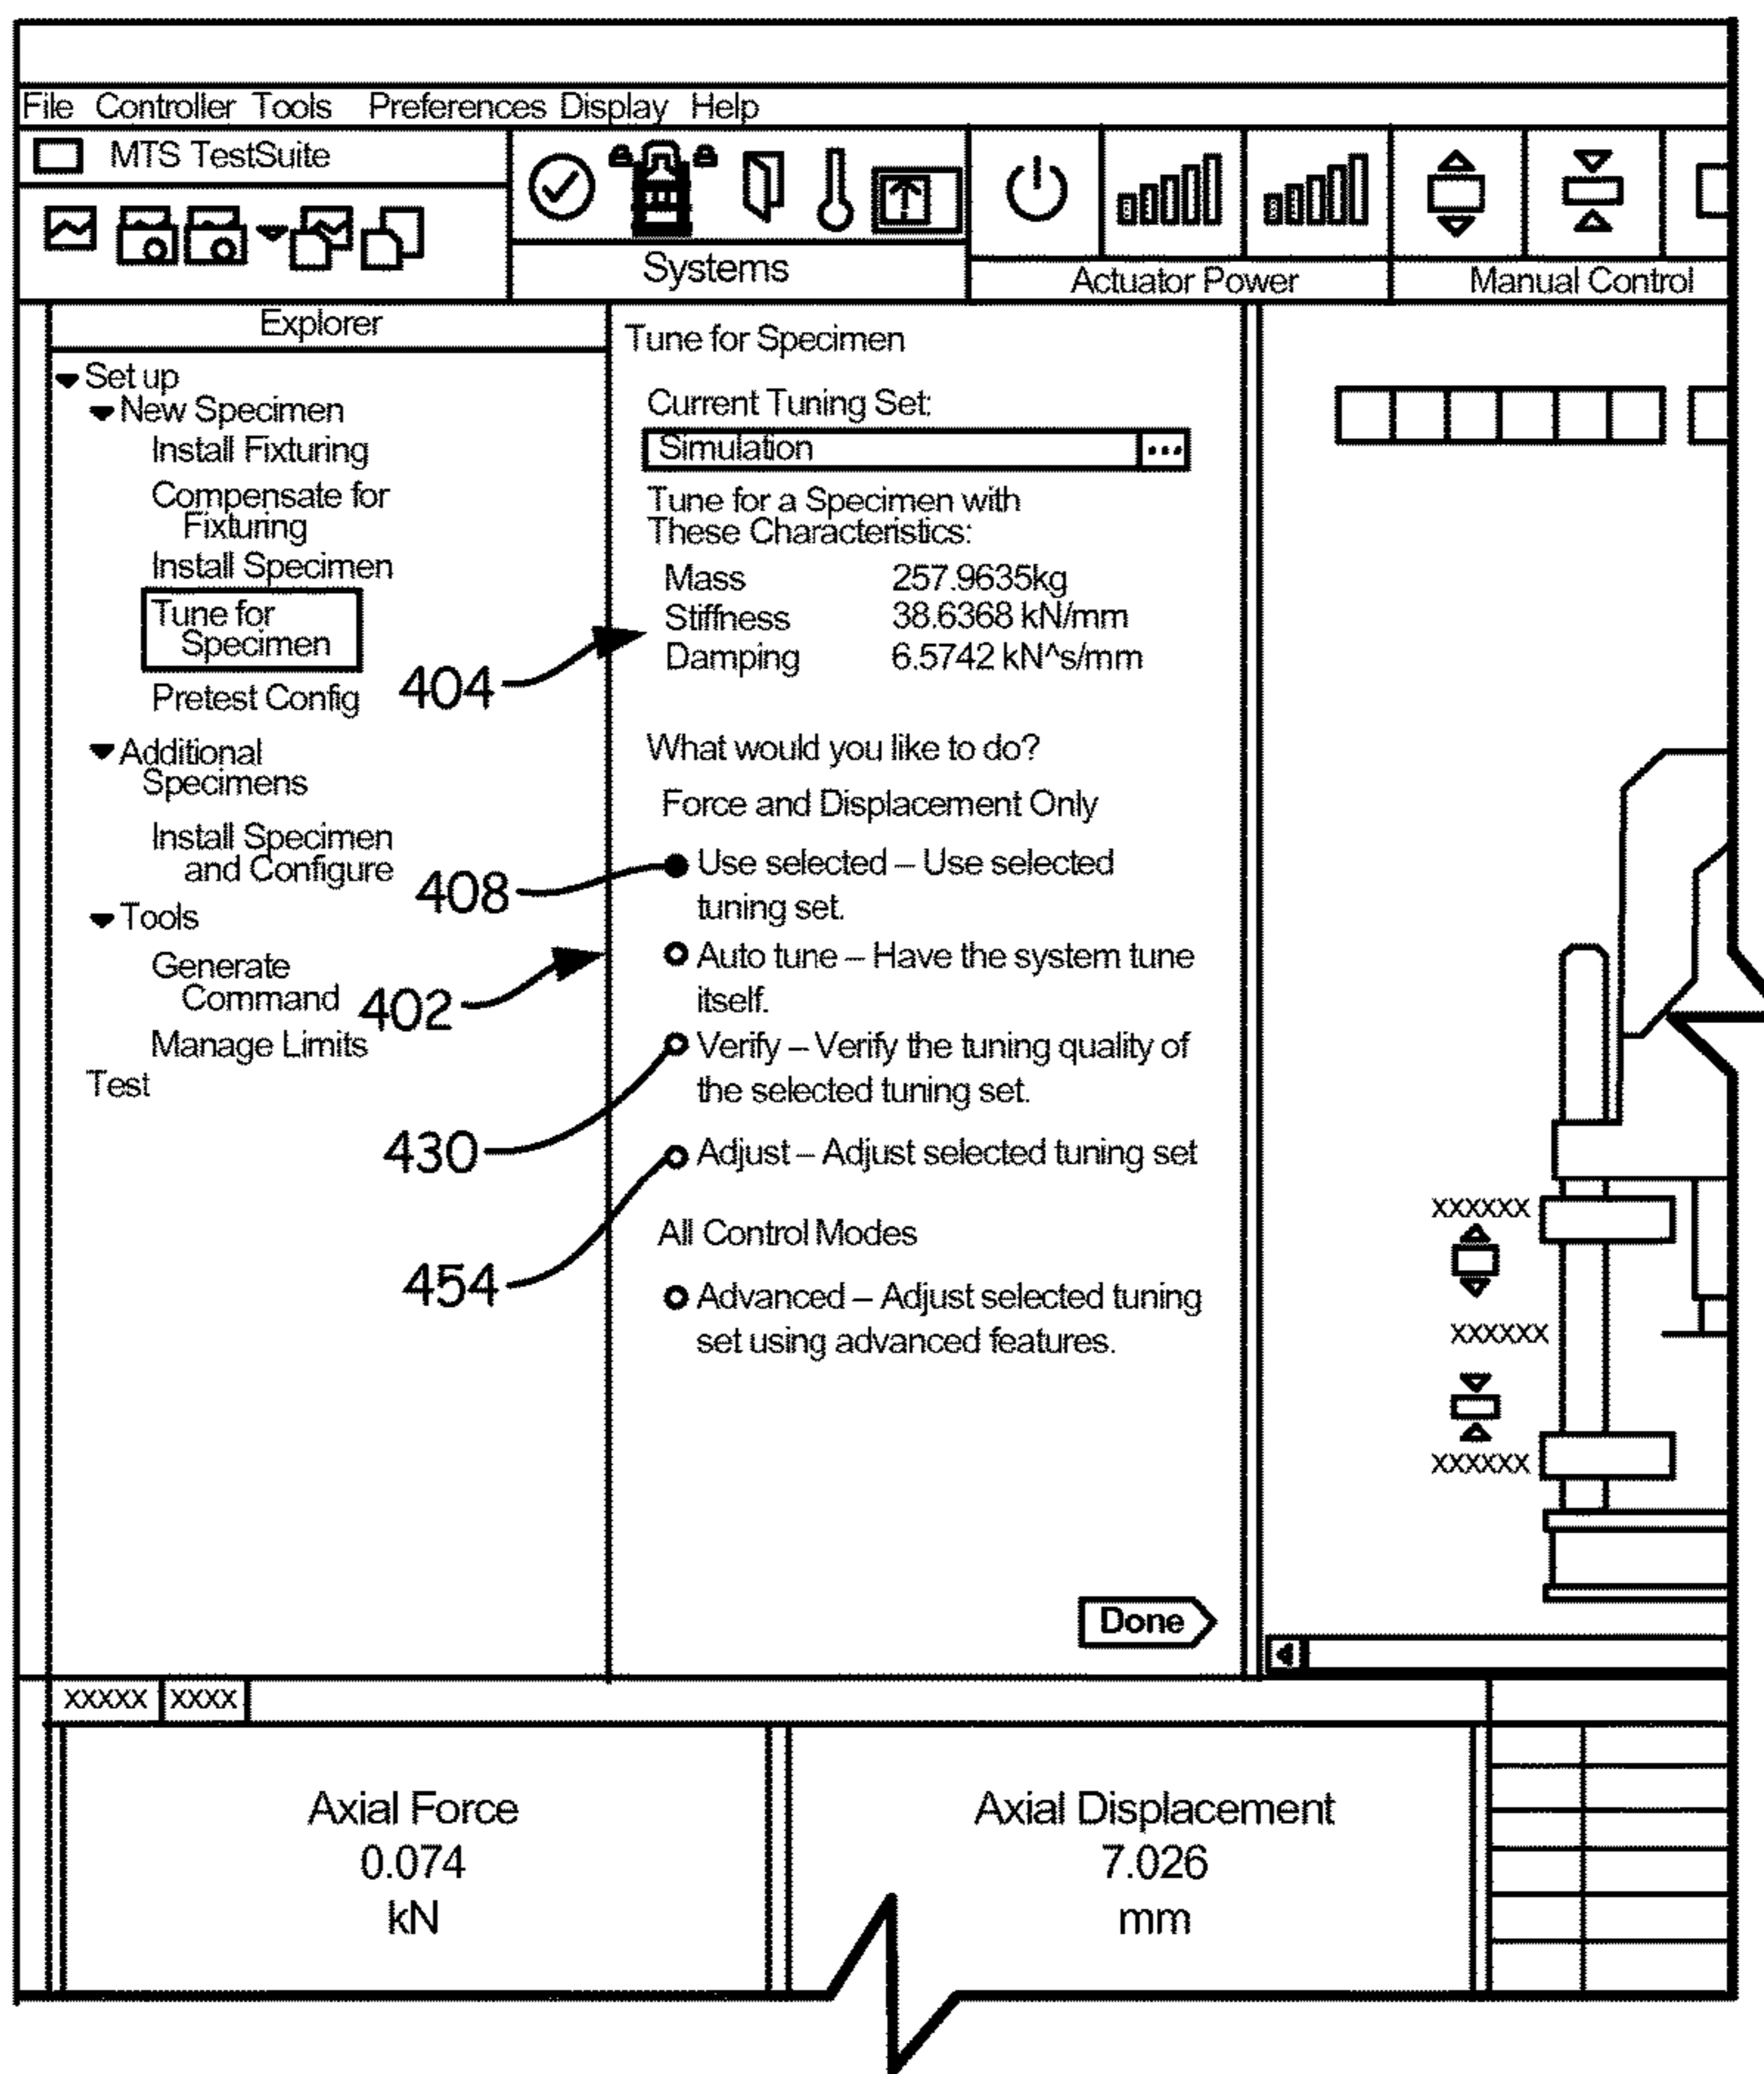 File Controller Tools Preferences Display Help
MTS TestSuite
Systems
Actuator Power
Manual Control
Explorer
Set up
New Specimen
Install Fixturing
Compensate for
Fixturing
Install Specimen
Tune for
Specimen
Pretest Config
Additional
Specimens
Install Specimen
and Configure
Tools
Generate
Command
Manage Limits
Test
404
408
402
430
454
Tune for Specimen
Current Tuning Set:
Simulation ...
Tune for a Specimen with
These Characteristics:
Mass 257.9635kg
Stiffness 38.6368 kN/mm
Damping 6.5742 kN^s/mm
What would you like to do?
Force and Displacement Only
Use selected – Use selected
tuning set.
Auto tune – Have the system tune
itself.
Verify – Verify the tuning quality of
the selected tuning set.
Adjust – Adjust selected tuning set
All Control Modes
Advanced – Adjust selected tuning
set using advanced features.
Done
xxxxxx
xxxxxx
xxxxxx
xxxxx xxxx
Axial Force
0.074
kN
Axial Displacement
7.026
mm